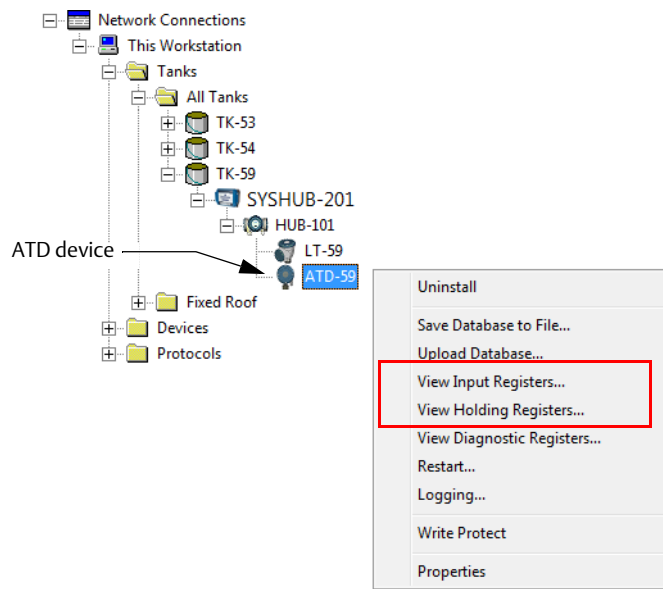 Network Connections
This Workstation
Tanks
All Tanks
TK-53
TK-54
TK-59
SYSHUB-201
HUB-101
ATD device
LT-59
ATD-59
Fixed Roof
Devices
Protocols
Uninstall
Save Database to File...
Upload Database...
View Input Registers...
View Holding Registers...
View Diagnostic Registers...
Restart...
Logging...
Write Protect
Properties